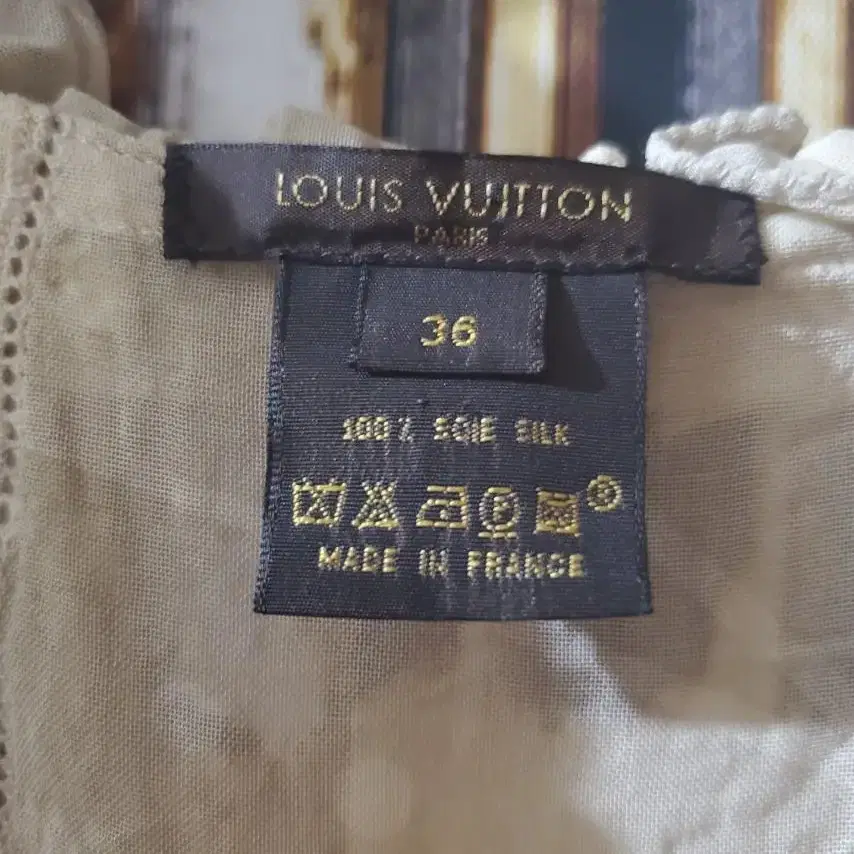 LOUIS VUITTON
PARIS
36
100% SOIE SILK
P
MADE IN FRANCE